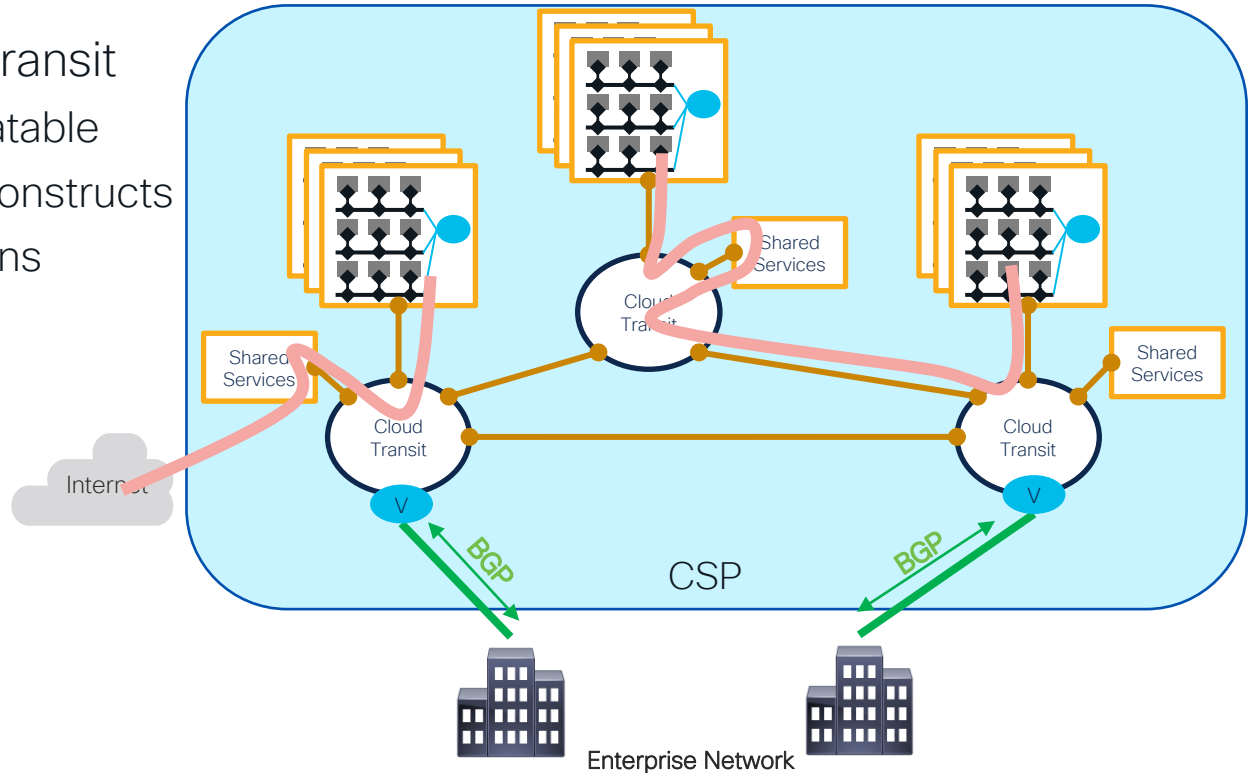 ransit
atable
onstructs
ns
Shared
Services
Cloud
Transit
Shared
Services
Shared
Services
Cloud
Transit
Cloud
Transit
Internet
V
V
BGP
BGP
CSP
Enterprise Network